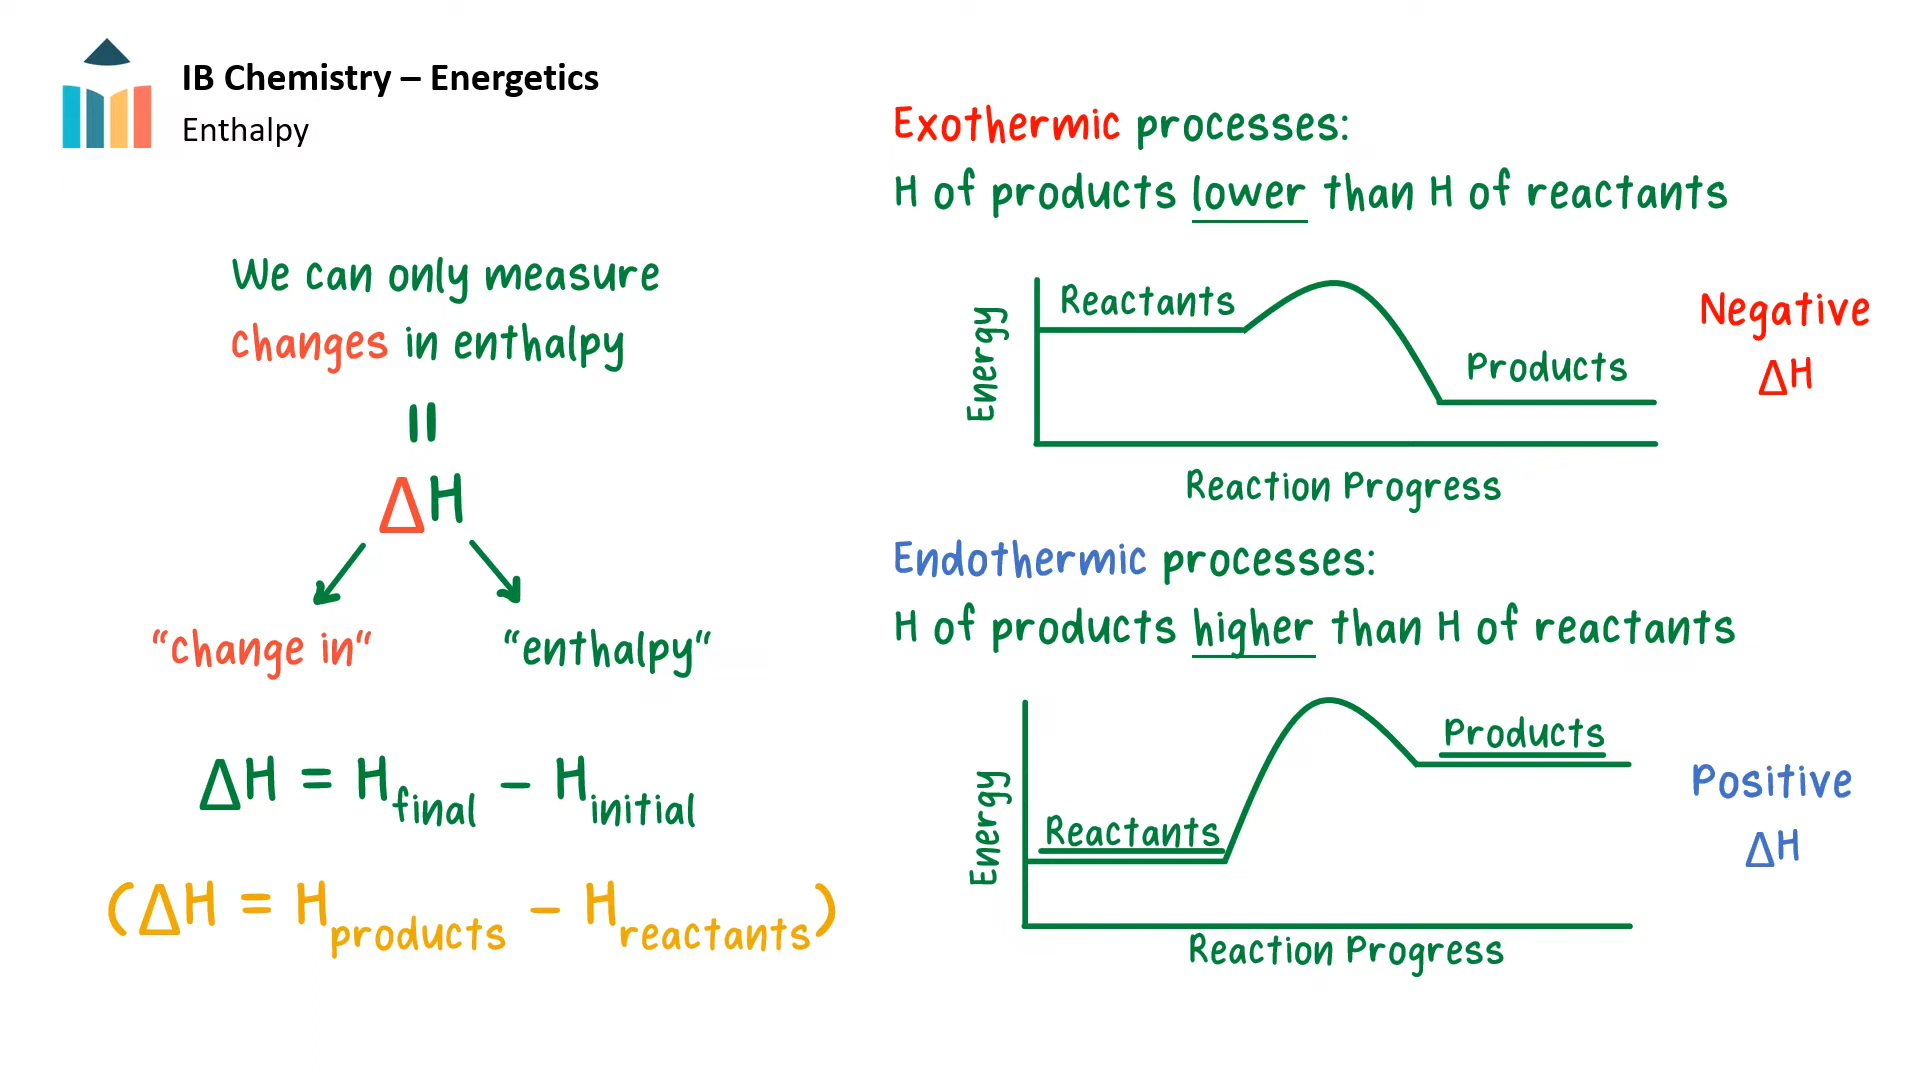 IB Chemistry – Energetics
Enthalpy
We can only measure
changes in enthalpy
=
ΔH
"change in" "enthalpy"
ΔH = Hfinal – Hinitial
(ΔH = Hproducts – Hreactants)
Exothermic processes:
H of products lower than H of reactants
Energy
Reactants
Products
Reaction Progress
Negative
ΔH
Endothermic processes:
H of products higher than H of reactants
Energy
Reactants
Products
Reaction Progress
Positive
ΔH